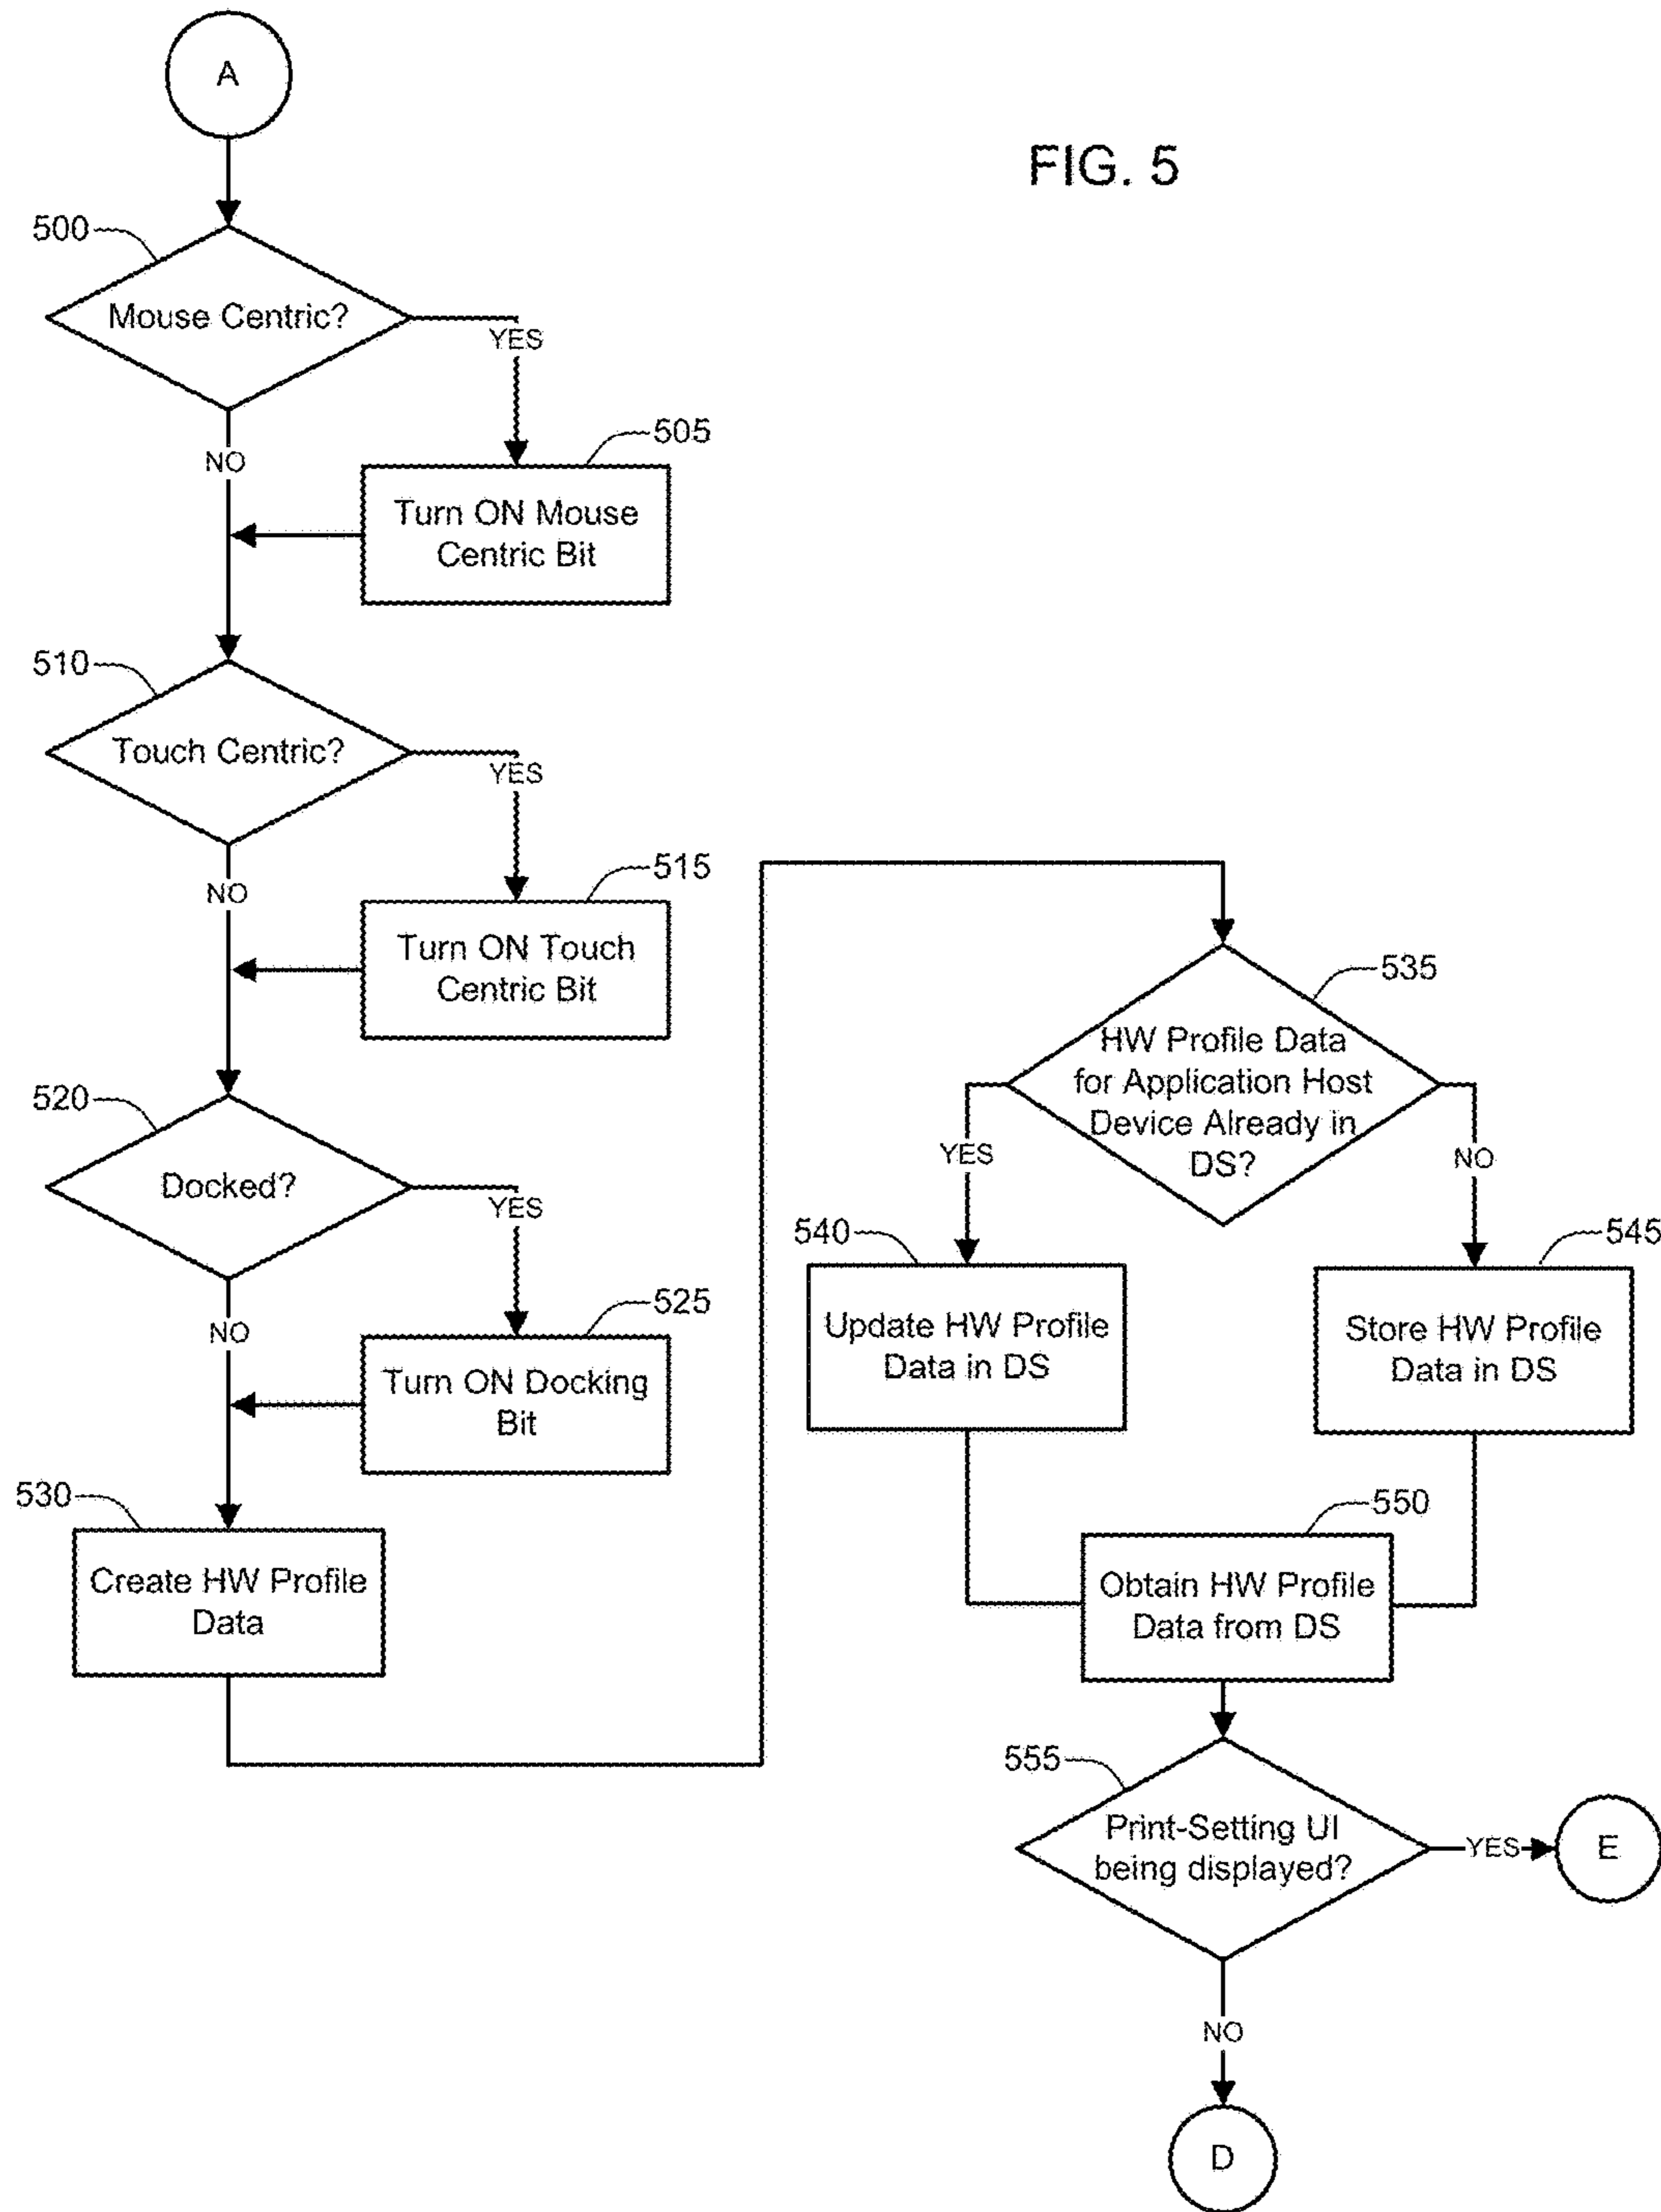 A
FIG. 5
500
Mouse Centric?
YES
NO
505
Turn ON Mouse
Centric Bit
510
Touch Centric?
YES
NO
515
Turn ON Touch
Centric Bit
520
Docked?
YES
NO
525
Turn ON Docking
Bit
530
Create HW Profile
Data
535
HW Profile Data
for Application Host
Device Already in
DS?
YES
NO
540
Update HW Profile
Data in DS
545
Store HW Profile
Data in DS
550
Obtain HW Profile
Data from DS
555
Print-Setting UI
being displayed?
YES
E
NO
D